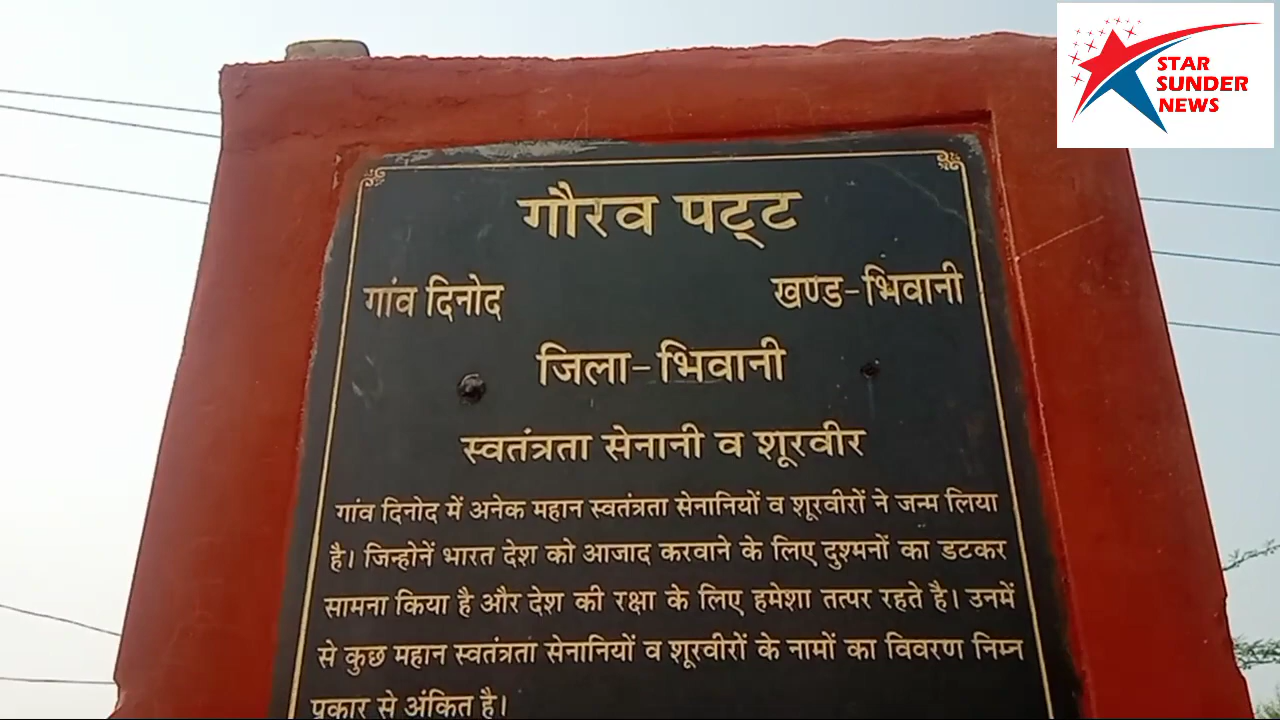 STAR
SUNDER
NEWS
गौरव पट्ट
गांव दिनोद खण्ड-भिवानी
जिला-भिवानी
स्वतंत्रता सेनानी व शूरवीर
गांव दिनोद में अनेक महान स्वतंत्रता सेनानियों व शूरवीरों ने जन्म लिया
है। जिन्होनें भारत देश को आजाद करवाने के लिए दुश्मनों का डटकर
सामना किया है और देश की रक्षा के लिए हमेशा तत्पर रहते है। उनमें
से कुछ महान स्वतंत्रता सेनानियों व शूरवीरों के नामों का विवरण निम्न
प्रकार से अंकित है।